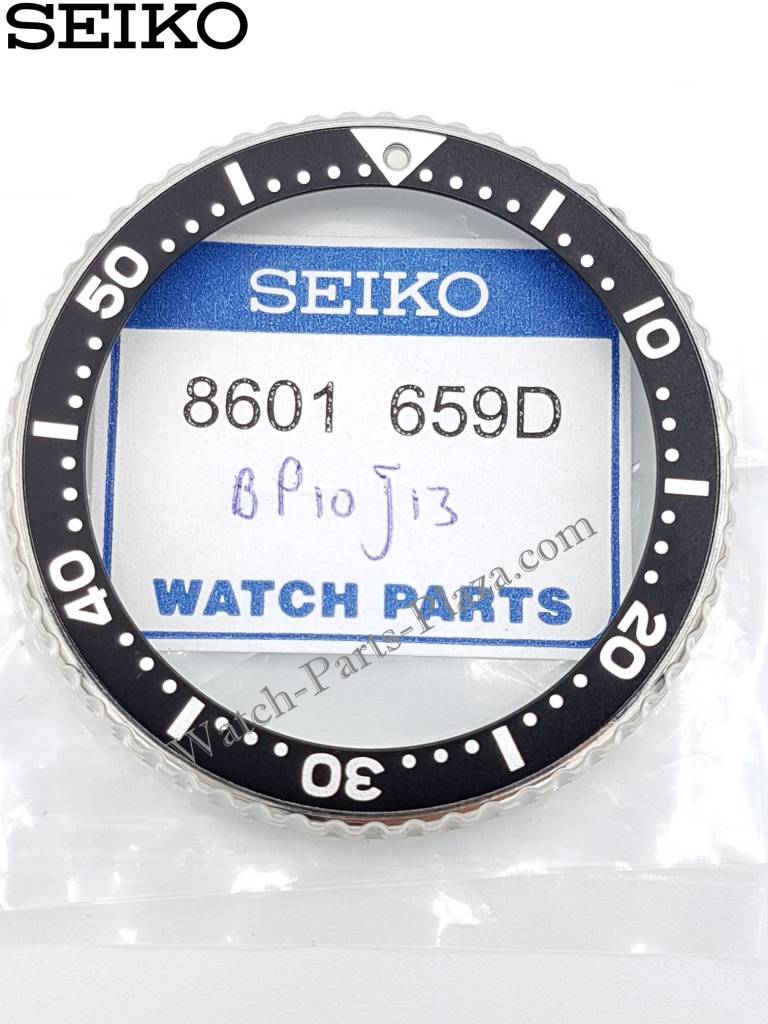 SEIKO
50
10
40
20
30
SEIKO
8601 659D
BP10J13
WATCH PARTS
Watch-Parts-Plaza.com